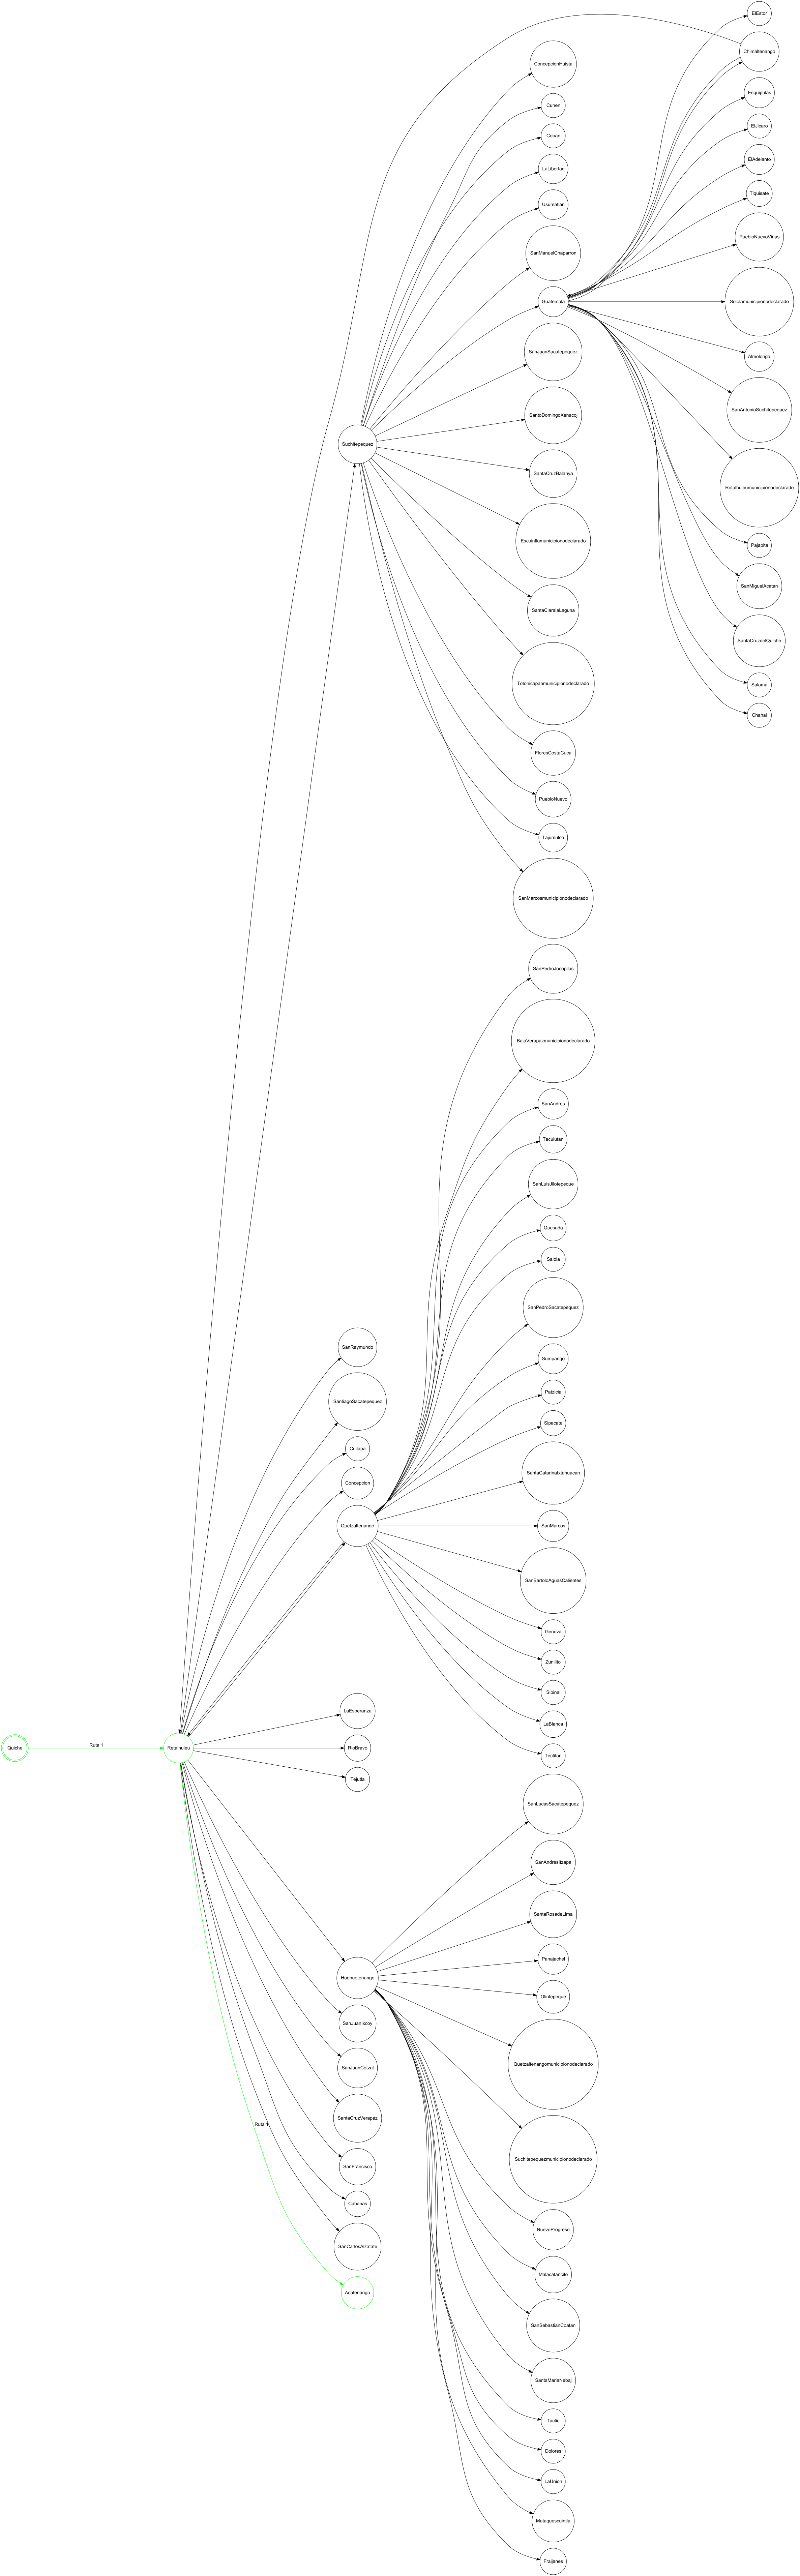 ElEstor
Chimaltenango
ConcepcionHuista
Esquipulas
Cunen
ElJicaro
Coban
ElAdelanto
LaLibertad
Tiquisate
Usumatlan
PuebloNuevoVinas
SanManuelChaparron
Guatemala
Sololamunicipionodeclarado
SanJuanSacatepequez
Almolonga
SanAntonioSuchitepequez
SantoDomingoXenacoj
Suchitepequez
SantaCruzBalanya
Retalhuleumunicipionodeclarado
Escuintlamunicipionodeclarado
Pajapita
SanMiguelAcatan
SantaClaralaLaguna
SantaCruzdelQuiche
Totonicapanmunicipionodeclarado
Salama
Chahal
FloresCostaCuca
PuebloNuevo
Tajumulco
SanMarcosmunicipionodeclarado
SanPedroJocopilas
BajaVerapazmunicipionodeclarado
SanAndres
Teculutan
SanLuisJilotepeque
Quesada
Salola
SanPedroSacatepequez
SanRaymundo
Sumpango
Patzicia
SantiagoSacatepequez
Sipacate
Cuilapa
SantaCatarinaIxtahuacan
Concepcion
Quetzaltenango
SanMarcos
SanBartoloAguasCalientes
Genova
Zunilito
Sibinal
LaEsperanza
LaBlanca
Ruta 1
Quiche
Retalhuleu
RioBravo
Tectitan
Tejutla
SanLucasSacatepequez
SanAndresItzapa
SantaRosadeLima
Panajachel
Huehuetenango
Olintepeque
SanJuanIxcoy
Quetzaltenangomunicipionodeclarado
SanJuanCotzal
SantaCruzVerapaz
Ruta 1
Suchitepequezmunicipionodeclarado
SanFrancisco
Cabanas
NuevoProgreso
SanCarlosAlzatate
Malacatancito
Acatenango
SanSebastianCoatan
SantaMariaNebaj
Tactic
Dolores
LaUnion
Mataquescuintla
Fraijanes